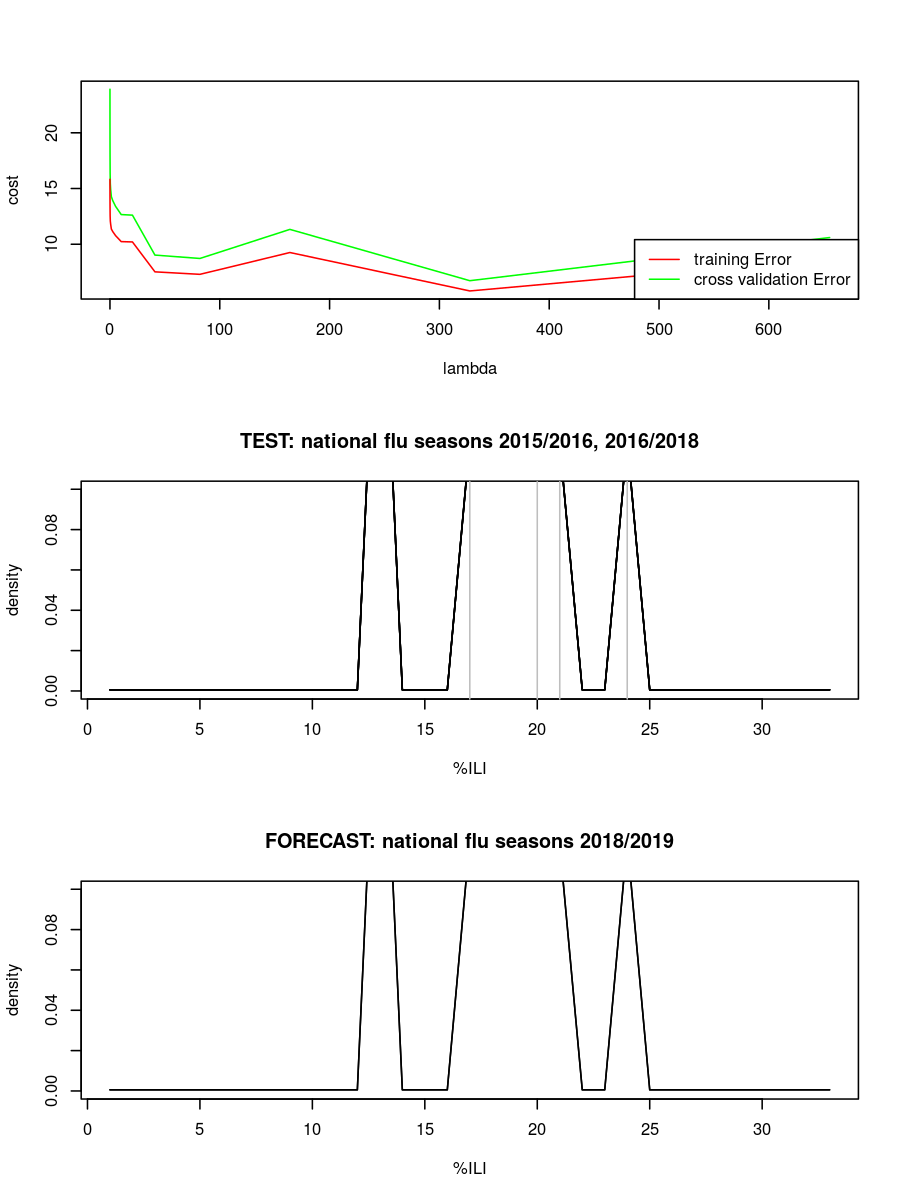 20
15
10
cost
training Error
cross validation Error
0 100 200 300 400 500 600
lambda
TEST: national flu seasons 2015/2016, 2016/2018
0.08
0.04
0.00
density
0 5 10 15 20 25 30
%ILI
FORECAST: national flu seasons 2018/2019
0.08
0.04
0.00
density
0 5 10 15 20 25 30
%ILI